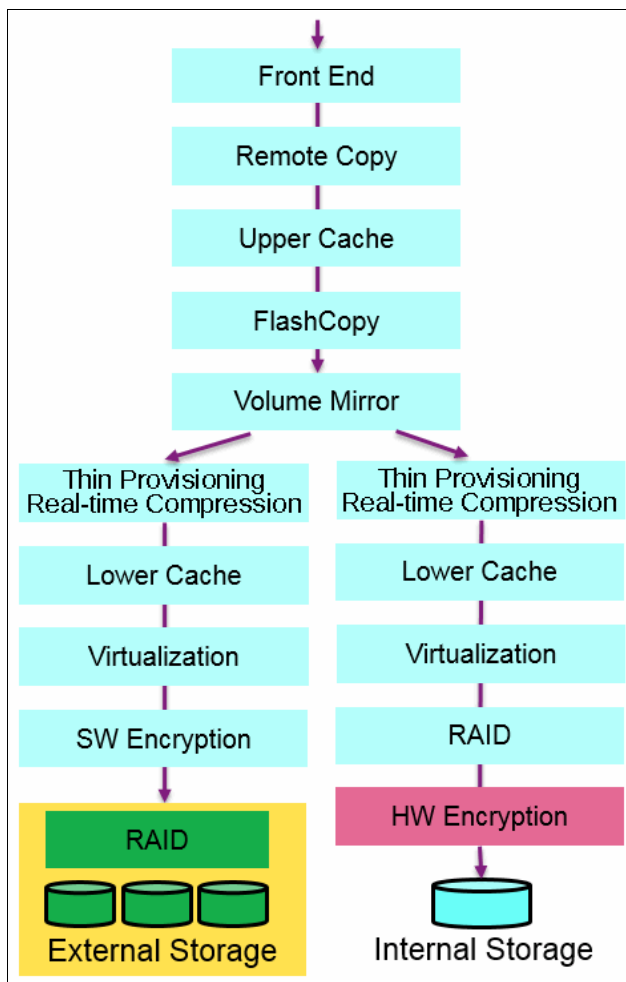 Front End
Remote Copy
Upper Cache
FlashCopy
Volume Mirror
Thin Provisioning
Real-time Compression
Lower Cache
Virtualization
SW Encryption
RAID
External Storage
Thin Provisioning
Real-time Compression
Lower Cache
Virtualization
RAID
HW Encryption
Internal Storage